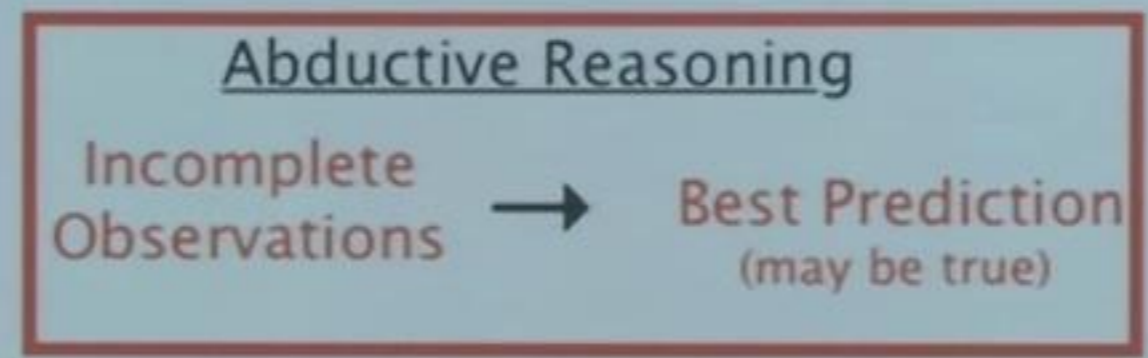 Abductive Reasoning
Incomplete
Observations
→
Best Prediction
(may be true)